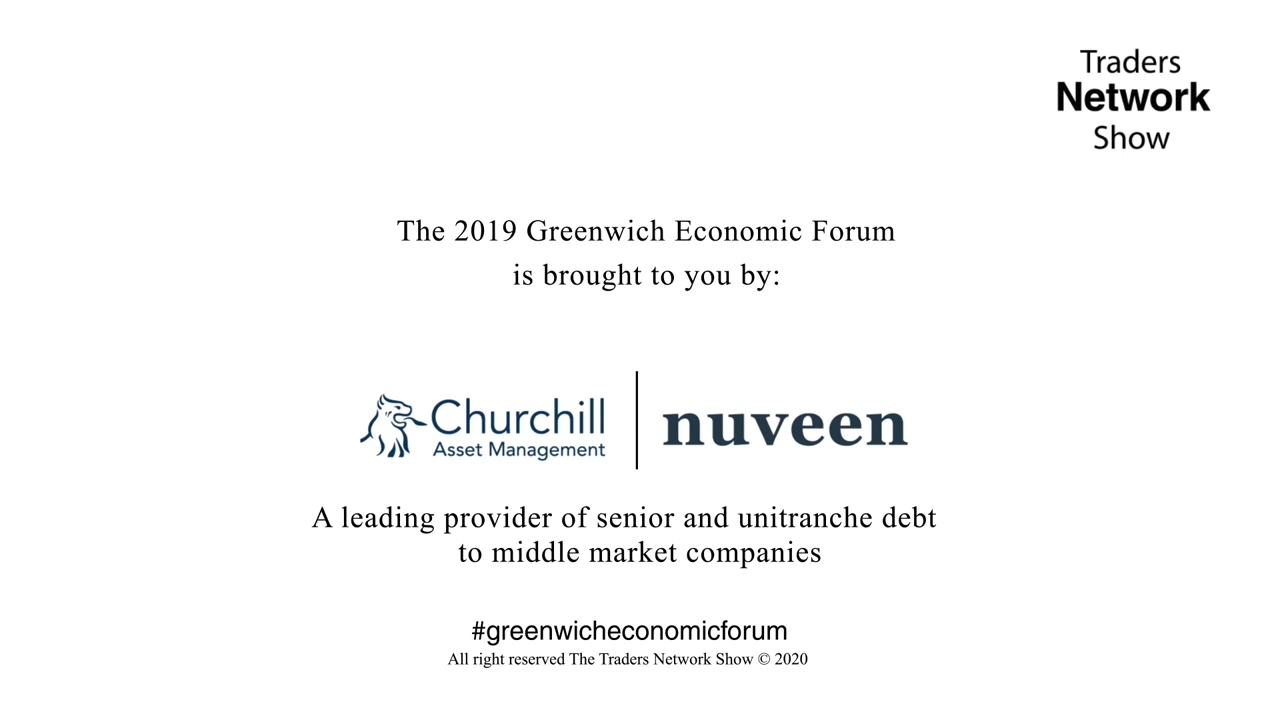 Traders
Network
Show
The 2019 Greenwich Economic Forum
is brought to you by:
Churchill
Asset Management
nuveen
A leading provider of senior and unitranche debt
to middle market companies
#greenwicheconomicforum
All right reserved The Traders Network Show © 2020